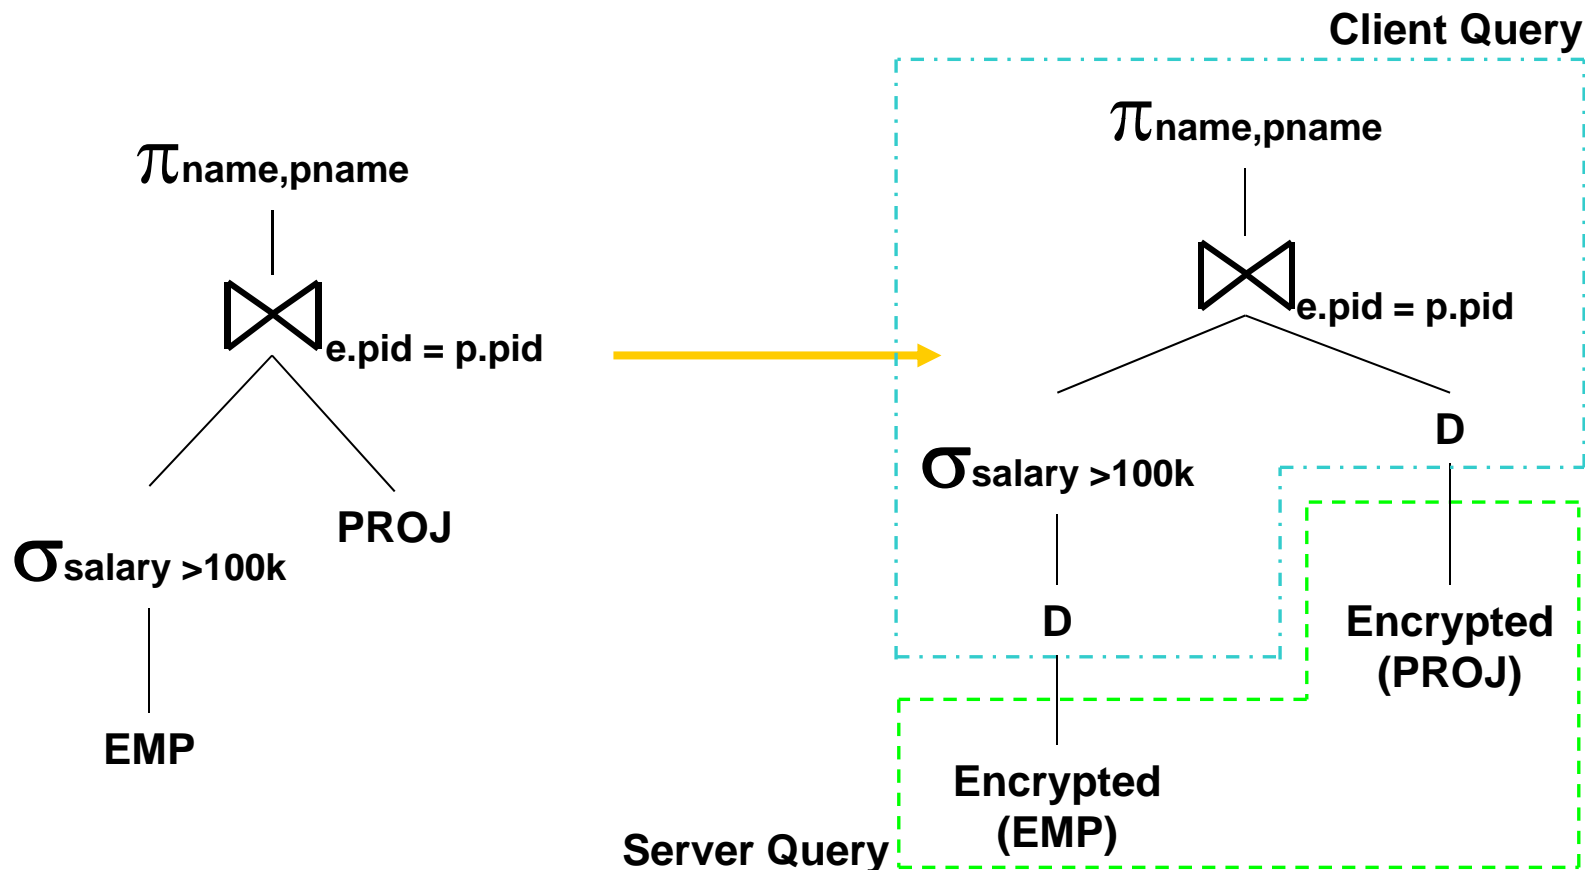 Client Query
πname,pname
e.pid = p.pid
σsalary >100k
PROJ
EMP
πname,pname
e.pid = p.pid
σsalary >100k
D
D
Encrypted
(PROJ)
Encrypted
(EMP)
Server Query